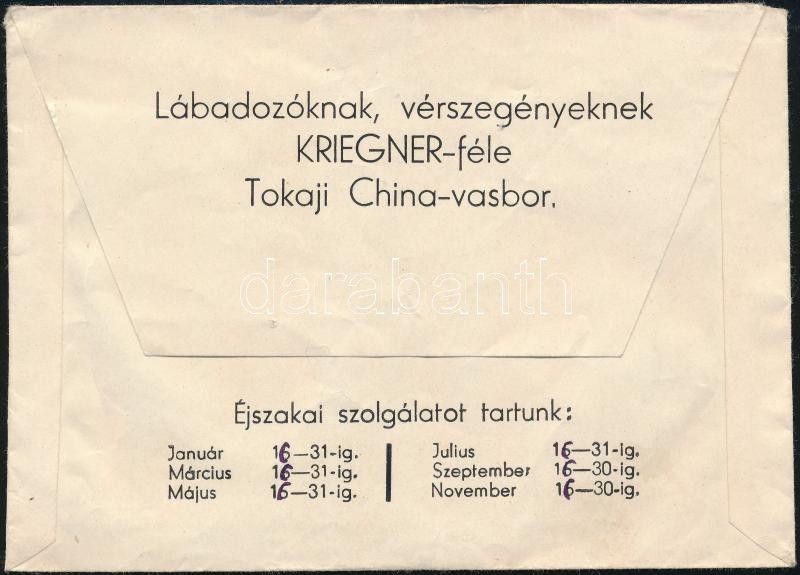 Lábadozóknak, vérszegényeknek
KRIEGNER-féle
Tokaji China-vasbor.
darabanth
Éjszakai szolgálatot tartunk:
Január 16—31-ig.
Március 16—31-ig.
Május 16—31-ig.
Julius 16—31-ig.
Szeptember 16—30-ig.
November 16—30-ig.